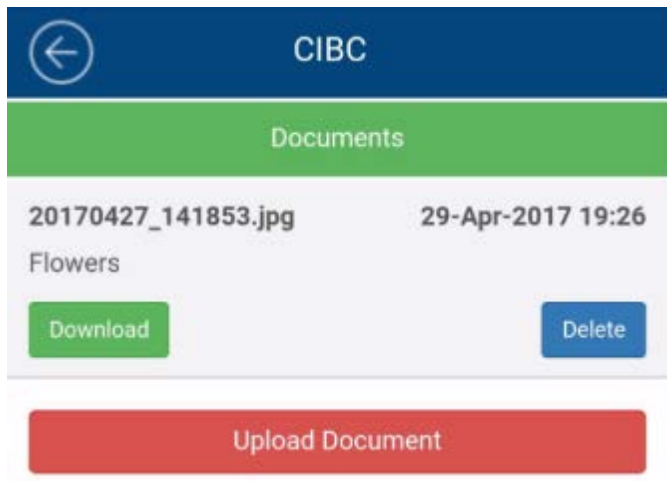 CIBC
Documents
20170427_141853.jpg 29-Apr-2017 19:26
Flowers
Download Delete
Upload Document